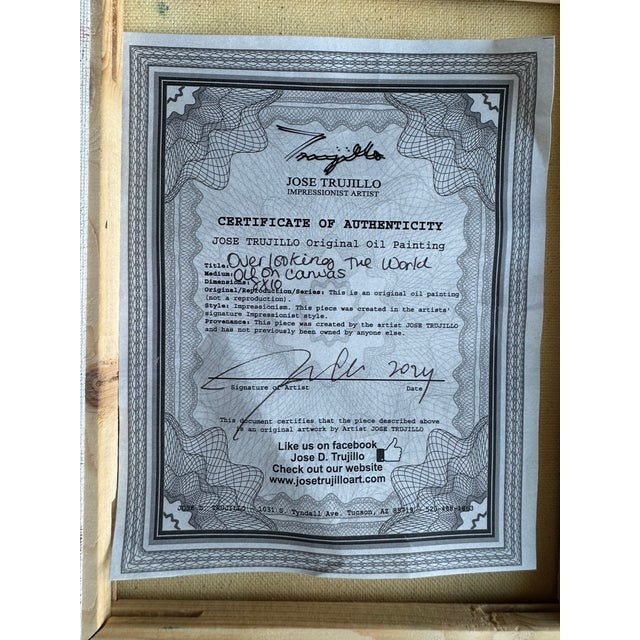 Trujillo
JOSE TRUJILLO
IMPRESSIONIST ARTIST
CERTIFICATE OF AUTHENTICITY
JOSE TRUJILLO Original Oil Painting
Title: Overlooking The World
Medium: Oil on Canvas
Dimensions: 8X10
Original/Reproduction/Series: This is an original oil painting
(not a reproduction).
Style: Impressionism. This piece was created in the artists'
signature Impressionist style.
Provenance: This piece was created by the artist JOSE TRUJILLO
and has not previously been owned by anyone else.
2024
Signature of Artist Date
This document certifies that the piece described above
is an original artwork by Artist JOSE TRUJILLO
Like us on facebook
Jose D. Trujillo
Check out our website
www.josetrujilloart.com
JOSE D. TRUJILLO 1031 S. Tyndall Ave. Tucson, AZ